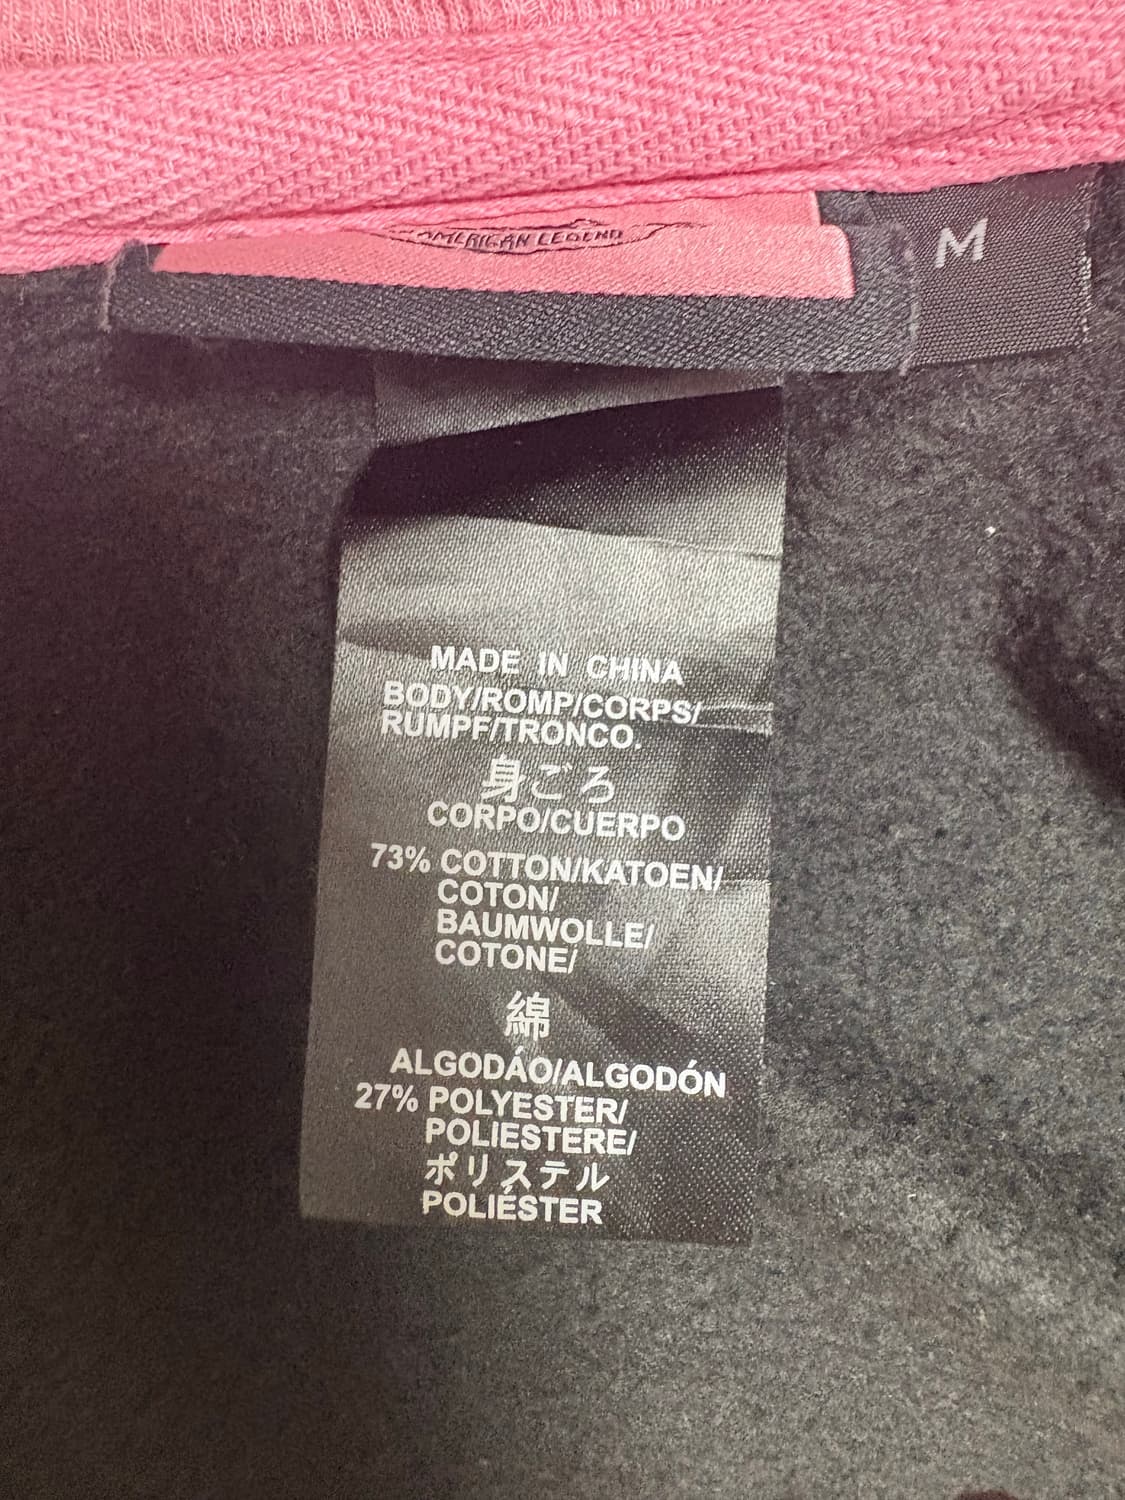 AMERICAN LEGEND
M
MADE IN CHINA
BODY/ROMP/CORPS/
RUMPF/TRONCO.
身ごろ
CORPO/CUERPO
73% COTTON/KATOEN/
COTON/
BAUMWOLLE/
COTONE/
綿
ALGODÁO/ALGODÓN
27% POLYESTER/
POLIESTERE/
ポリステル
POLIÉSTER